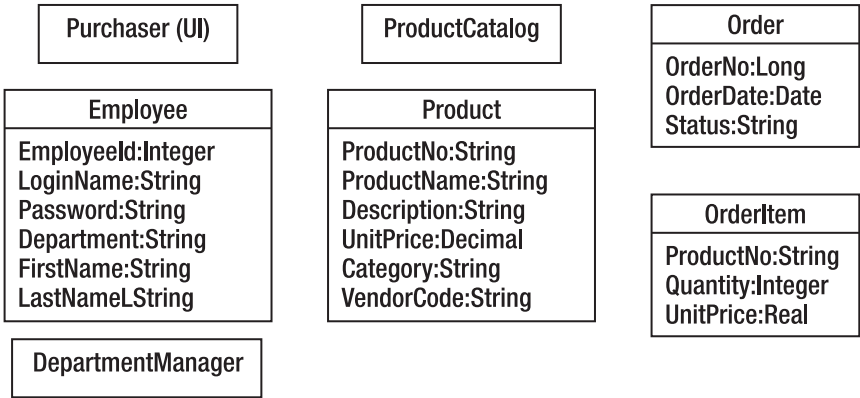 Purchaser (UI)
Employee
EmployeeId:Integer
LoginName:String
Password:String
Department:String
FirstName:String
LastNameLString
DepartmentManager
ProductCatalog
Product
ProductNo:String
ProductName:String
Description:String
UnitPrice:Decimal
Category:String
VendorCode:String
Order
OrderNo:Long
OrderDate:Date
Status:String
OrderItem
ProductNo:String
Quantity:Integer
UnitPrice:Real